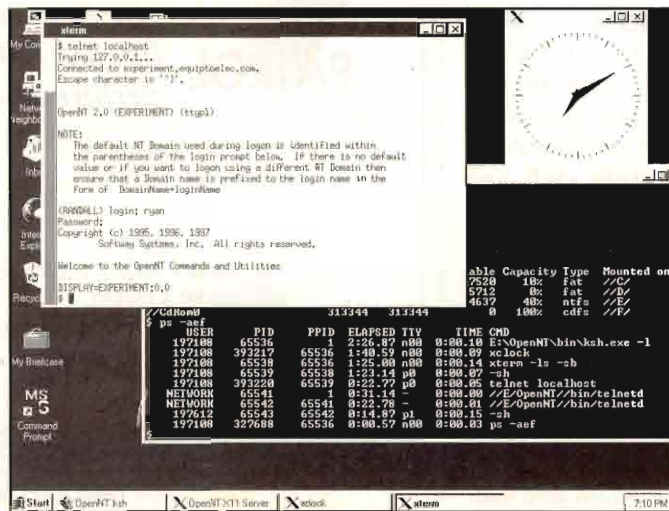 My Com
xterm
$ telnet localhost
Trying 127.0.0.1...
Connected to experiment.equiptoelec.com.
Escape character is '^]'.
OpenNT 2.0 (EXPERIMENT) (ttyp1)
NOTE:
The default NT Domain used during logon is identified within
the parentheses of the login prompt below. If there is no default
value or if you want to logon using a different NT Domain then
ensure that a Domain name is prefixed to the login name in the
form of DomainName+loginName
(RANDALL) login: ryan
Password:
Copyright (c) 1995, 1996, 1997
Softway Systems, Inc. All rights reserved.
Welcome to the OpenNT Commands and Utilities
DISPLAY=EXPERIMENT:0.0
$
Netw
Neighbo
Inb
Inter
Expl
Recyc
My Briefcase
MS
Command
Prompt
able Capacity Type Mounted on
7520 10% fat //C/
5712 0% fat //D/
4637 40% ntfs //E/
//CdRom0 313344 313344 0 100% cdfs //F/
$ ps -aef
USER PID PPID ELAPSED TTY TIME CMD
197108 65536 1 2:26.87 n00 0:00.10 E:\OpenNT\bin\ksh.exe -l
197108 393217 65536 1:40.59 n00 0:00.09 xclock
197108 65538 65536 1:25.00 n00 0:00.14 xterm -ls -sb
197108 65539 65538 1:23.14 p0 0:00.07 -sh
197108 393220 65539 0:22.77 p0 0:00.05 telnet localhost
NETWORK 65541 1 0:31.14 - 0:00.00 //E/OpenNT//bin/telnetd
NETWORK 65542 65541 0:22.78 - 0:00.01 //E/OpenNT//bin/telnetd
197612 65543 65542 0:14.87 p1 0:00.15 -sh
197108 327688 65536 0:00.57 n00 0:00.03 ps -aef
$
Start
OpenNT ksh
OpenNT X11 Server
xclock
xterm
7:10 PM